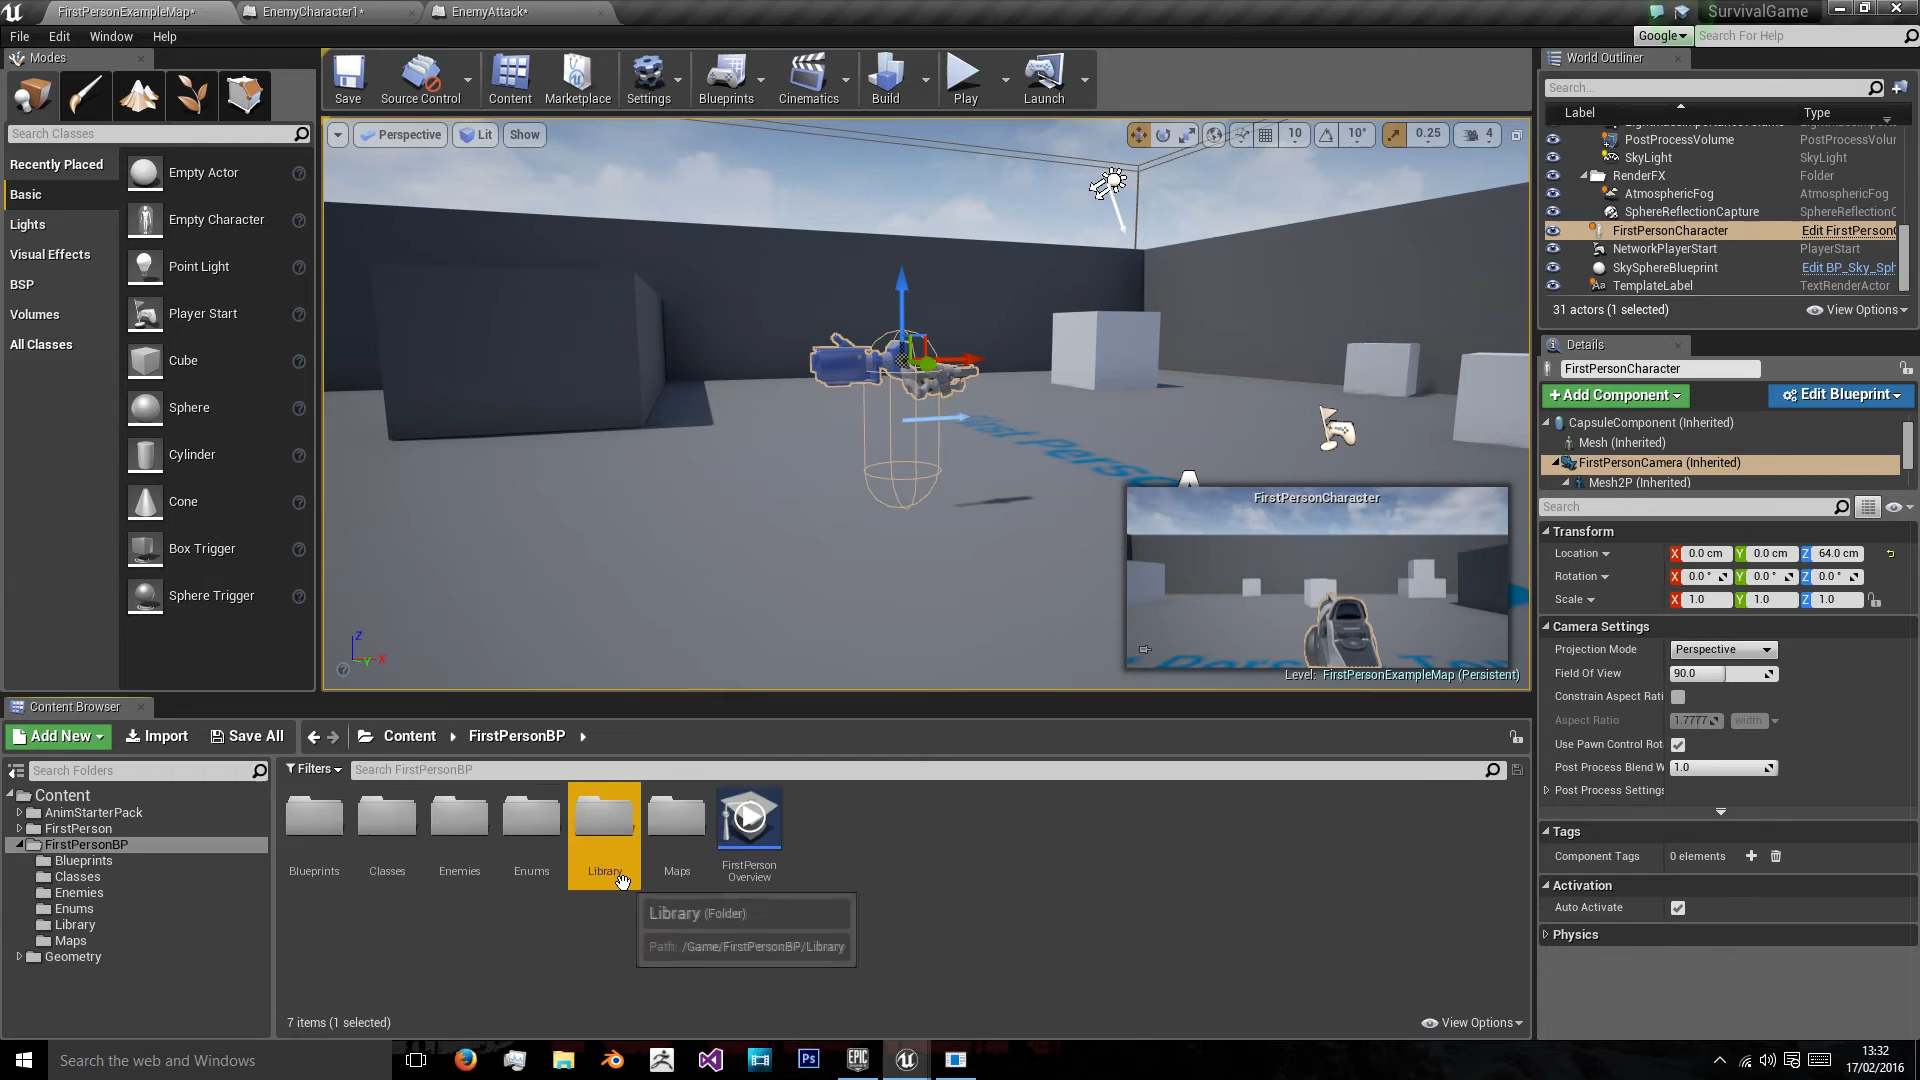 FirstPersonExampleMap*
EnemyCharacter1*
EnemyAttack*
SurvivalGame
File Edit Window Help
Google
Search For Help
Modes
Search Classes
Recently Placed
Basic
Lights
Visual Effects
BSP
Volumes
All Classes
Empty Actor
Empty Character
Point Light
Player Start
Cube
Sphere
Cylinder
Cone
Box Trigger
Sphere Trigger
Save
Source Control
Content
Marketplace
Settings
Blueprints
Cinematics
Build
Play
Launch
Perspective
Lit
Show
10
10°
0.25
4
FirstPersonCharacter
Level: FirstPersonExampleMap (Persistent)
Z
Y
X
World Outliner
Search...
Label Type
PostProcessVolume PostProcessVolur
SkyLight SkyLight
RenderFX Folder
AtmosphericFog AtmosphericFog
SphereReflectionCapture SphereReflectionC
FirstPersonCharacter Edit FirstPersonC
NetworkPlayerStart PlayerStart
SkySphereBlueprint Edit BP_Sky_Sph
TemplateLabel TextRenderActor
31 actors (1 selected)
View Options
Details
FirstPersonCharacter
+Add Component
Edit Blueprint
CapsuleComponent (Inherited)
Mesh (Inherited)
FirstPersonCamera (Inherited)
Mesh2P (Inherited)
Search
Transform
Location X 0.0 cm Y 0.0 cm Z 64.0 cm
Rotation X 0.0 ° Y 0.0 ° Z 0.0 °
Scale X 1.0 Y 1.0 Z 1.0
Camera Settings
Projection Mode Perspective
Field Of View 90.0
Constrain Aspect Rati
Aspect Ratio 1.7777 width
Use Pawn Control Rot
Post Process Blend W 1.0
Post Process Settings
Tags
Component Tags 0 elements
Activation
Auto Activate
Physics
Content Browser
Add New
Import
Save All
Content
FirstPersonBP
Search Folders
Filters
Search FirstPersonBP
Content
AnimStarterPack
FirstPerson
FirstPersonBP
Blueprints
Classes
Enemies
Enums
Library
Maps
Geometry
Blueprints
Classes
Enemies
Enums
Library
Maps
FirstPerson
Overview
Library (Folder)
Path: /Game/FirstPersonBP/Library
7 items (1 selected)
View Options
Search the web and Windows
Ps
EPIC
GAMES
13:32
17/02/2016